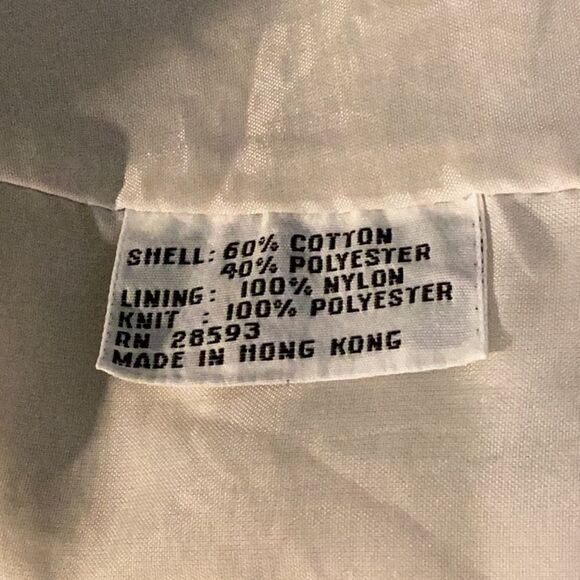 SHELL: 60% COTTON
40% POLYESTER
LINING: 100% NYLON
KNIT : 100% POLYESTER
RN 28593
MADE IN HONG KONG